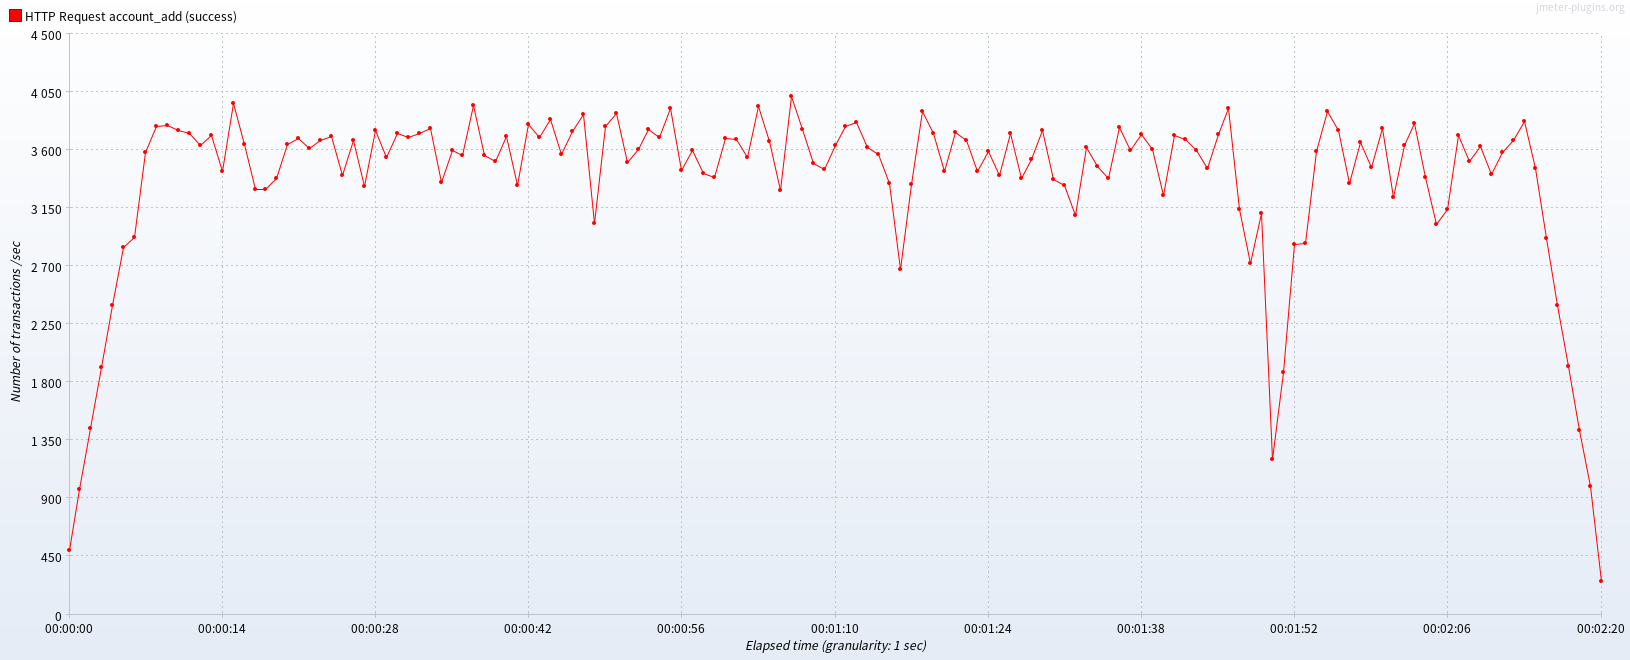 HTTP Request account_add (success)
jmeter-plugins.org
4 500
4 050
3 600
3 150
2 700
2 250
1 800
1 350
900
450
0
Number of transactions /sec
00:00:00 00:00:14 00:00:28 00:00:42 00:00:56 00:01:10 00:01:24 00:01:38 00:01:52 00:02:06 00:02:20
Elapsed time (granularity: 1 sec)